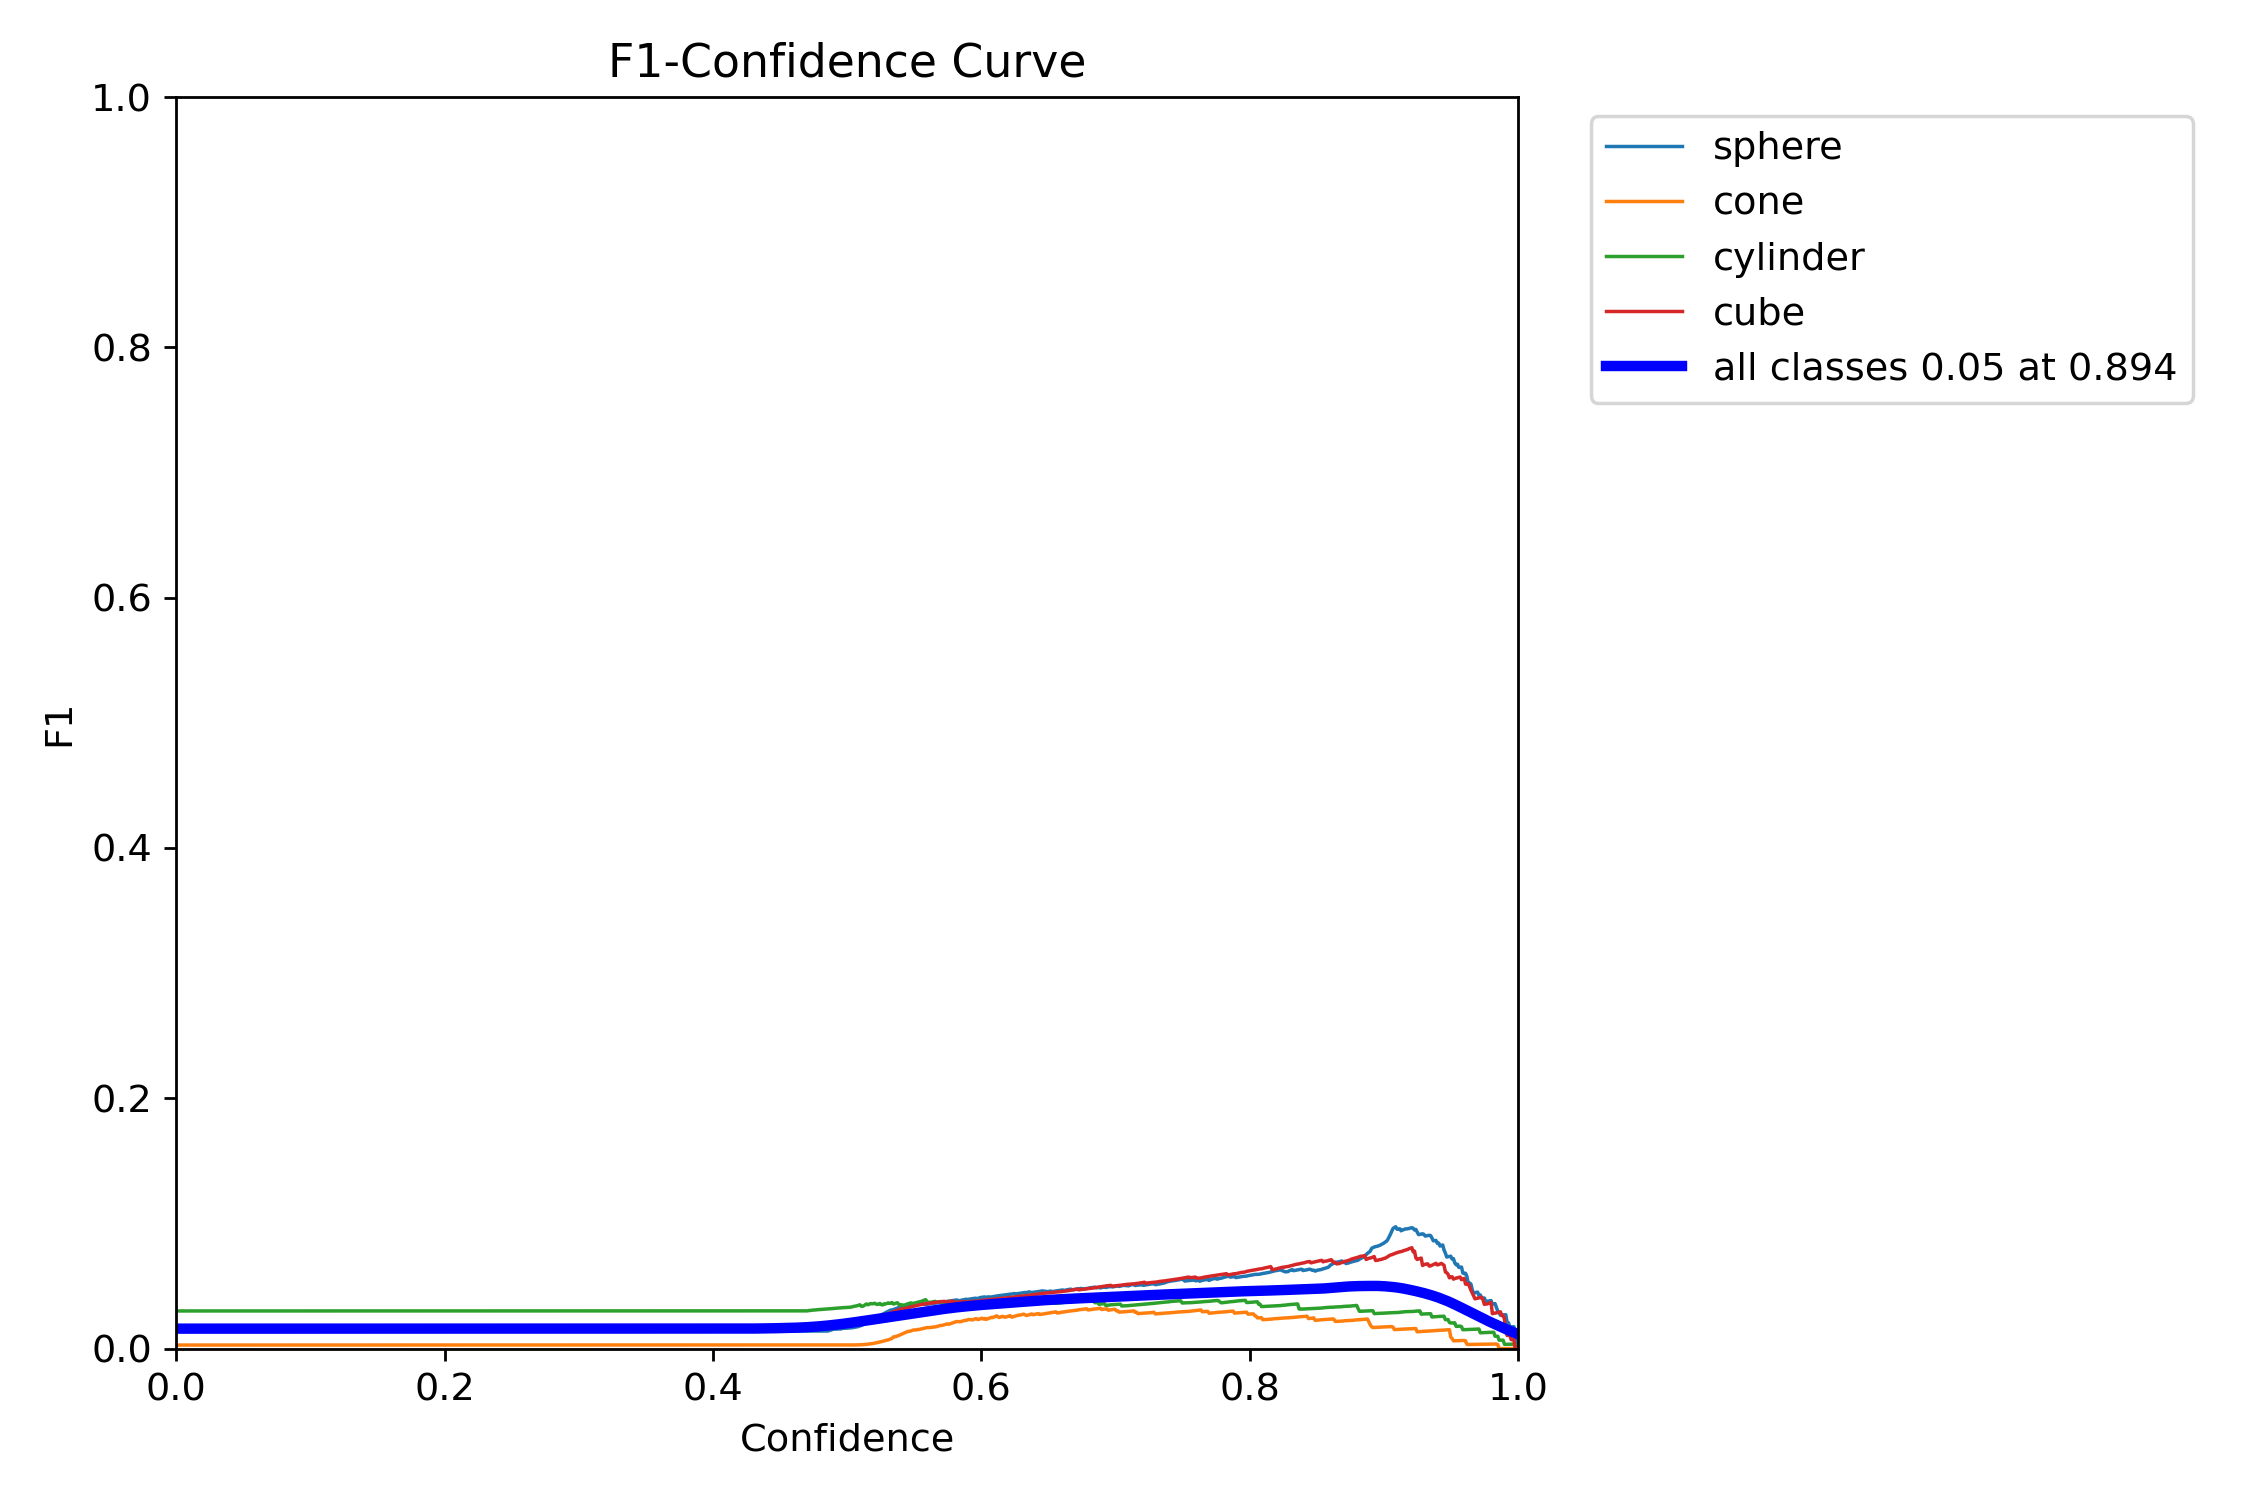 F1-Confidence Curve
1.0
0.8
0.6
0.4
0.2
0.0
F1
0.0 0.2 0.4 0.6 0.8 1.0
Confidence
sphere
cone
cylinder
cube
all classes 0.05 at 0.894